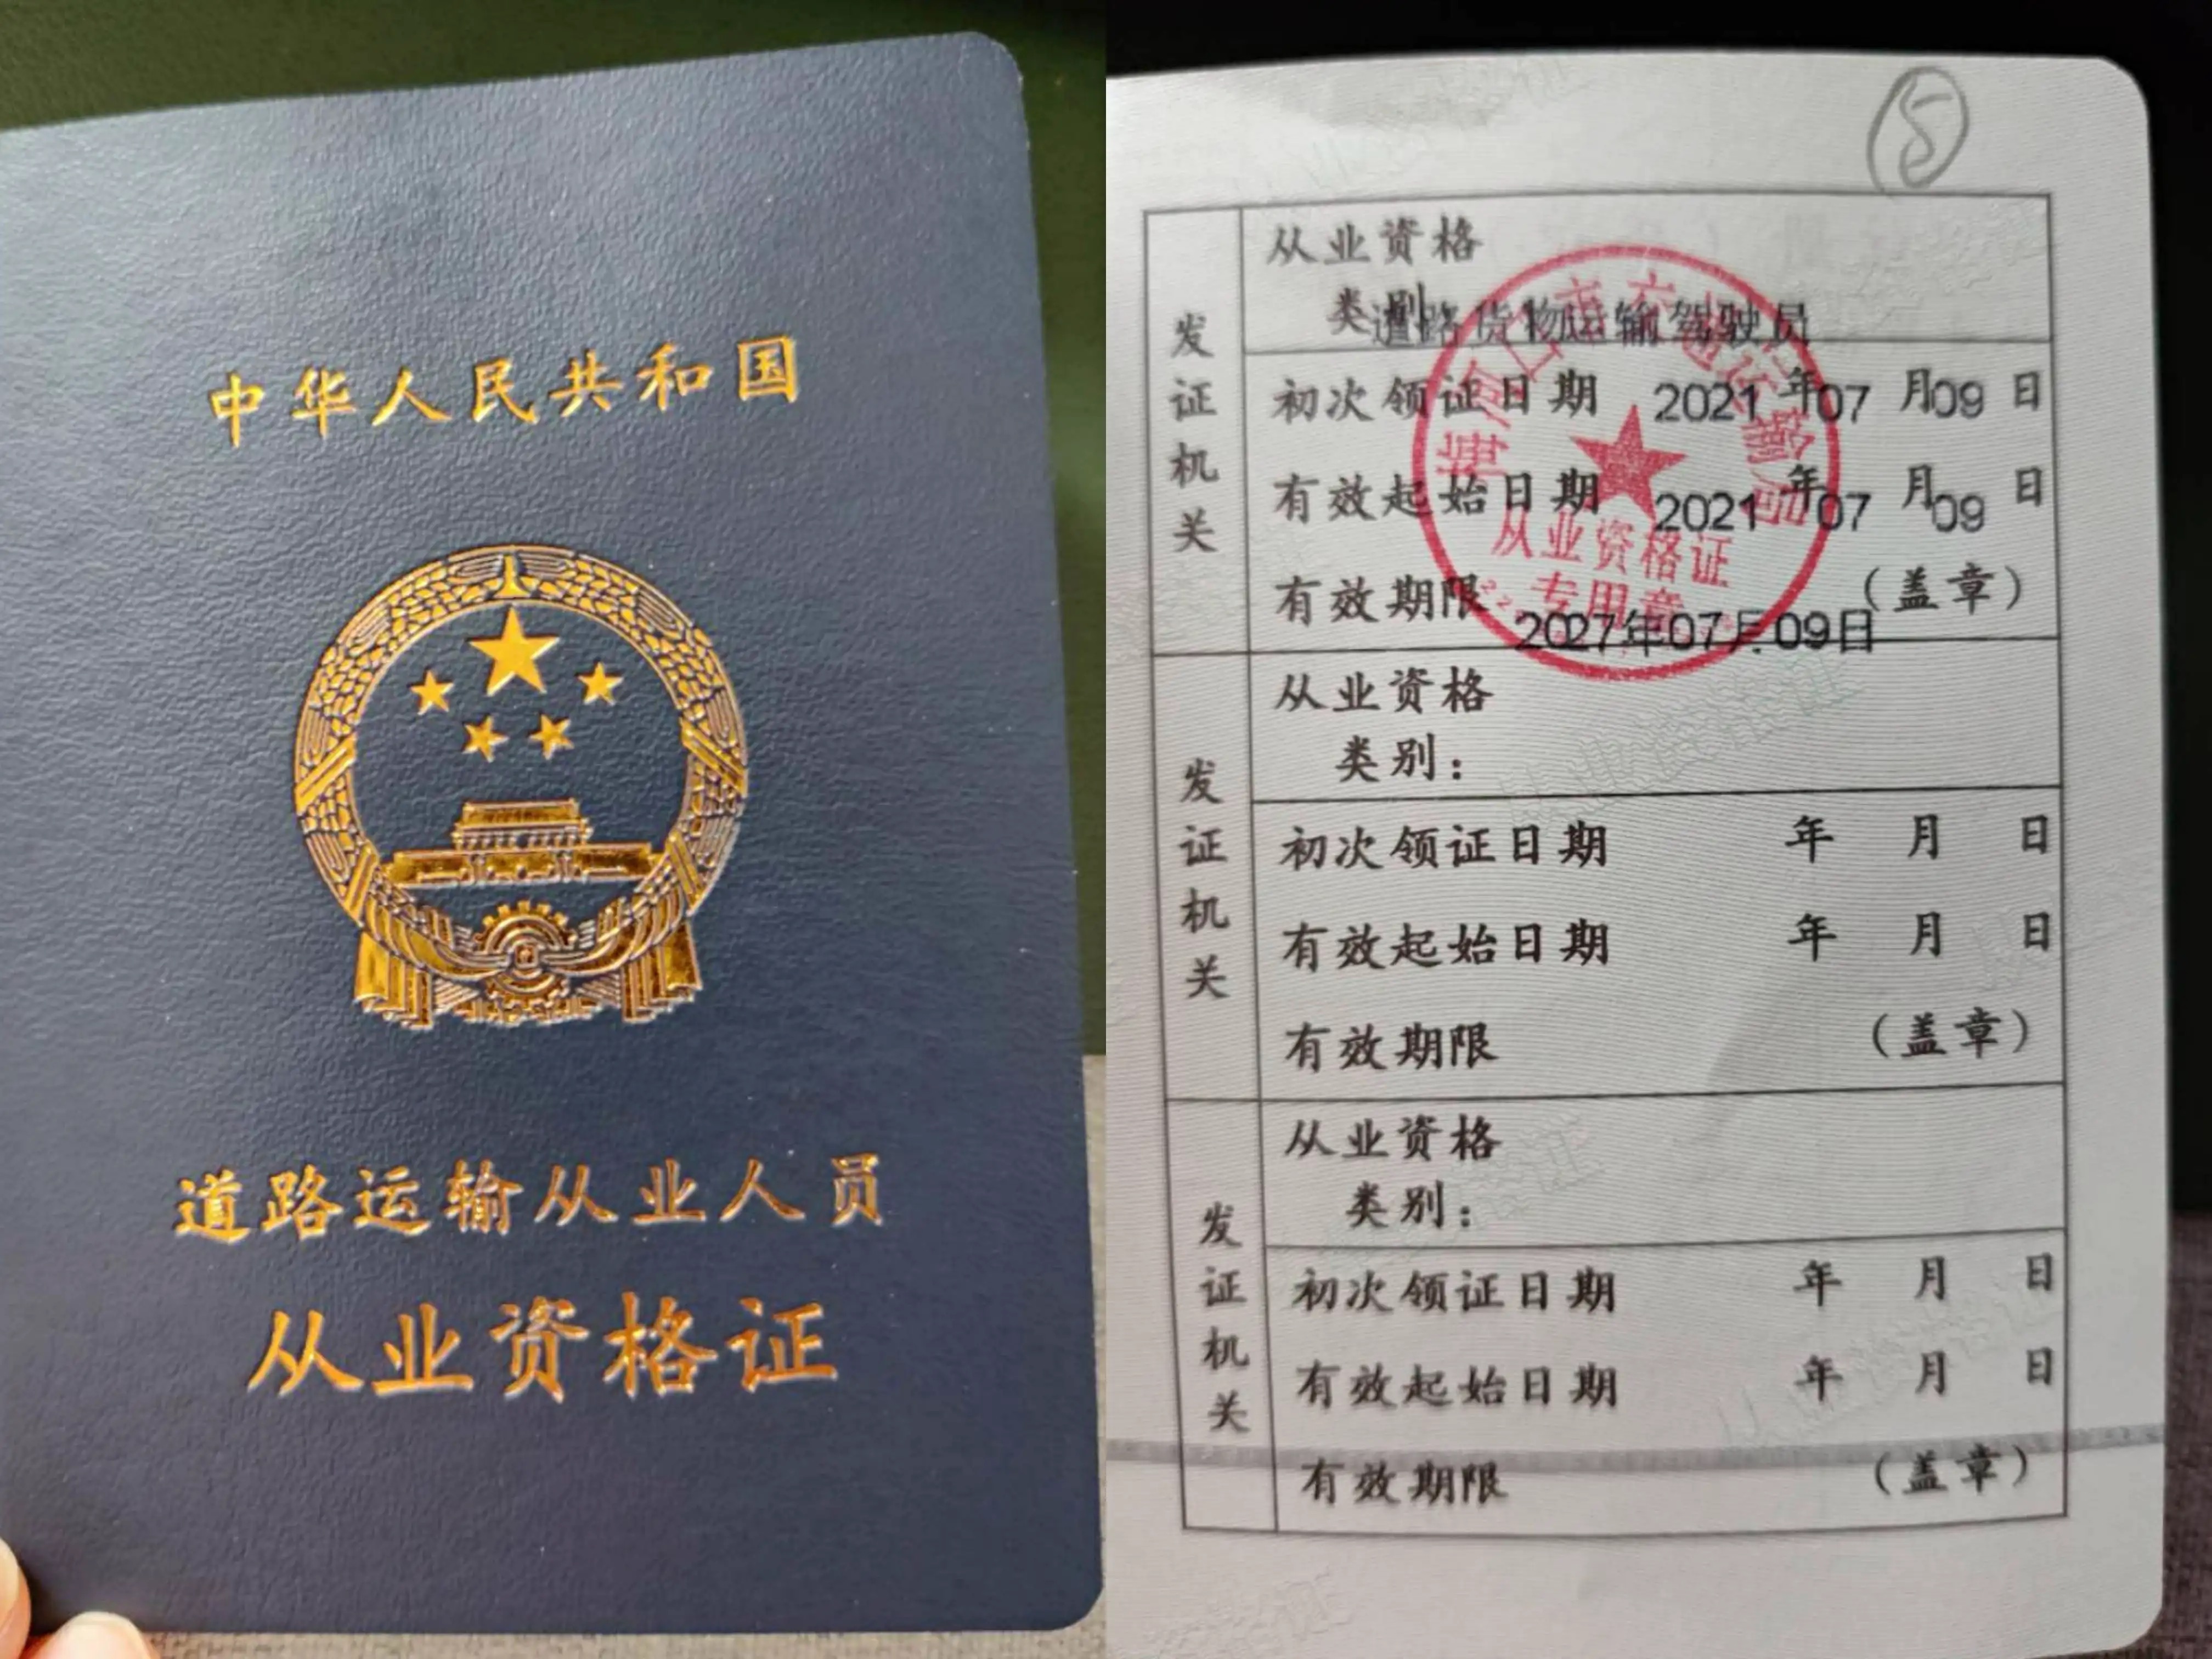 中华人民共和国
道路运输从业人员
从业资格证
5
发证机关
从业资格
类别
道路货物运输驾驶员
初次领证日期 2021 年 07 月 09 日
有效起始日期 2021 年 07 月 09 日
有效期限 (盖章)
2027年07月09日
从业资格证
专用章
发证机关
从业资格
类别:
初次领证日期 年 月 日
有效起始日期 年 月 日
有效期限 (盖章)
发证机关
从业资格
类别:
初次领证日期 年 月 日
有效起始日期 年 月 日
有效期限 (盖章)